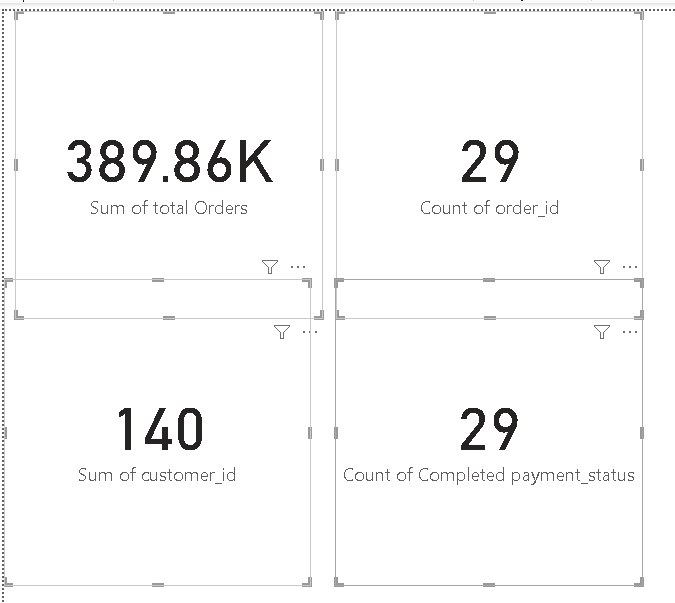 389.86K
Sum of total Orders
29
Count of order_id
140
Sum of customer_id
29
Count of Completed payment_status